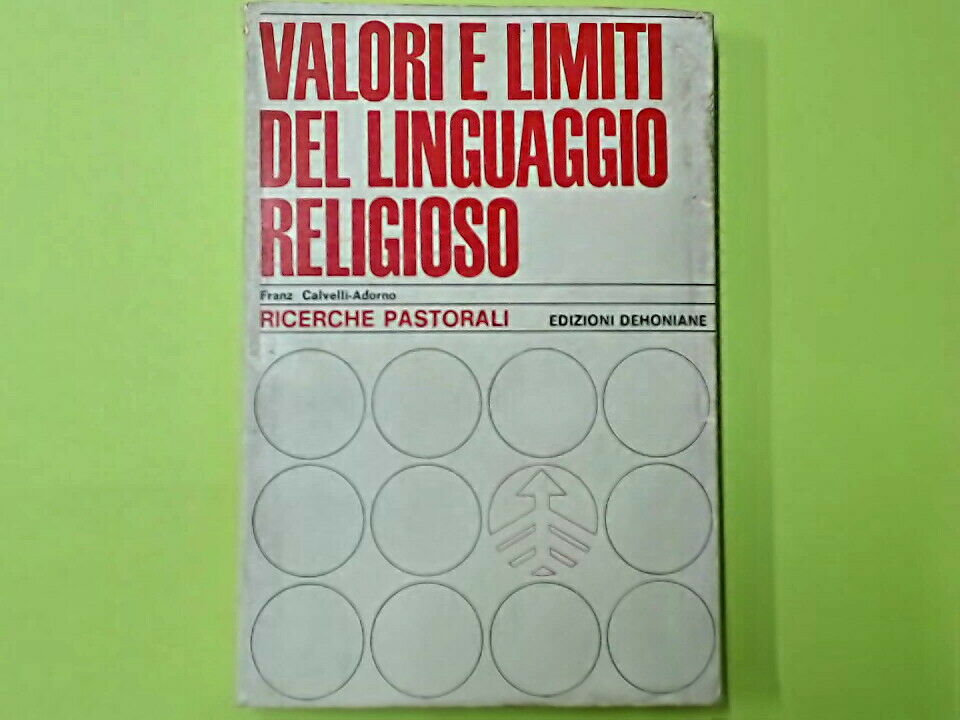 VALORI E LIMITI
DEL LINGUAGGIO
RELIGIOSO
Franz Calvelli-Adorno
RICERCHE PASTORALI EDIZIONI DEHONIANE